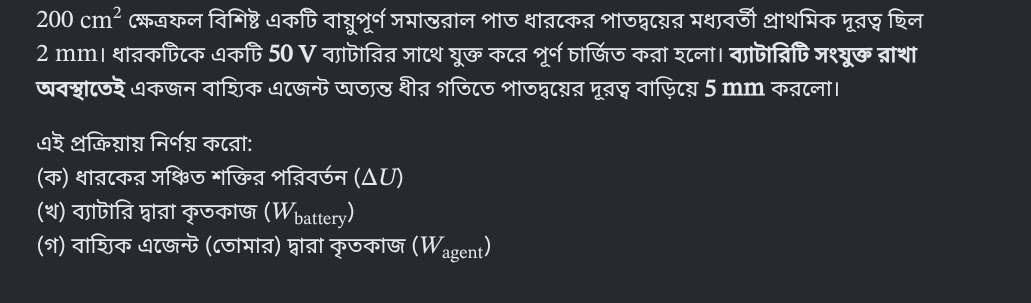 200 cm² ক্ষেত্রফল বিশিষ্ট একটি বায়ুপূর্ণ সমান্তরাল পাত ধারকের পাতদ্বয়ের মধ্যবর্তী প্রাথমিক দূরত্ব ছিল
2 mm। ধারকটিকে একটি 50 V ব্যাটারির সাথে যুক্ত করে পূর্ণ চার্জিত করা হলো। ব্যাটারিটি সংযুক্ত রাখা
অবস্থাতেই একজন বাহ্যিক এজেন্ট অত্যন্ত ধীর গতিতে পাতদ্বয়ের দূরত্ব বাড়িয়ে 5 mm করলো।
এই প্রক্রিয়ায় নির্ণয় করো:
(ক) ধারকের সঞ্চিত শক্তির পরিবর্তন (ΔU)
(খ) ব্যাটারি দ্বারা কৃতকাজ (W_battery)
(গ) বাহ্যিক এজেন্ট (তোমার) দ্বারা কৃতকাজ (W_agent)